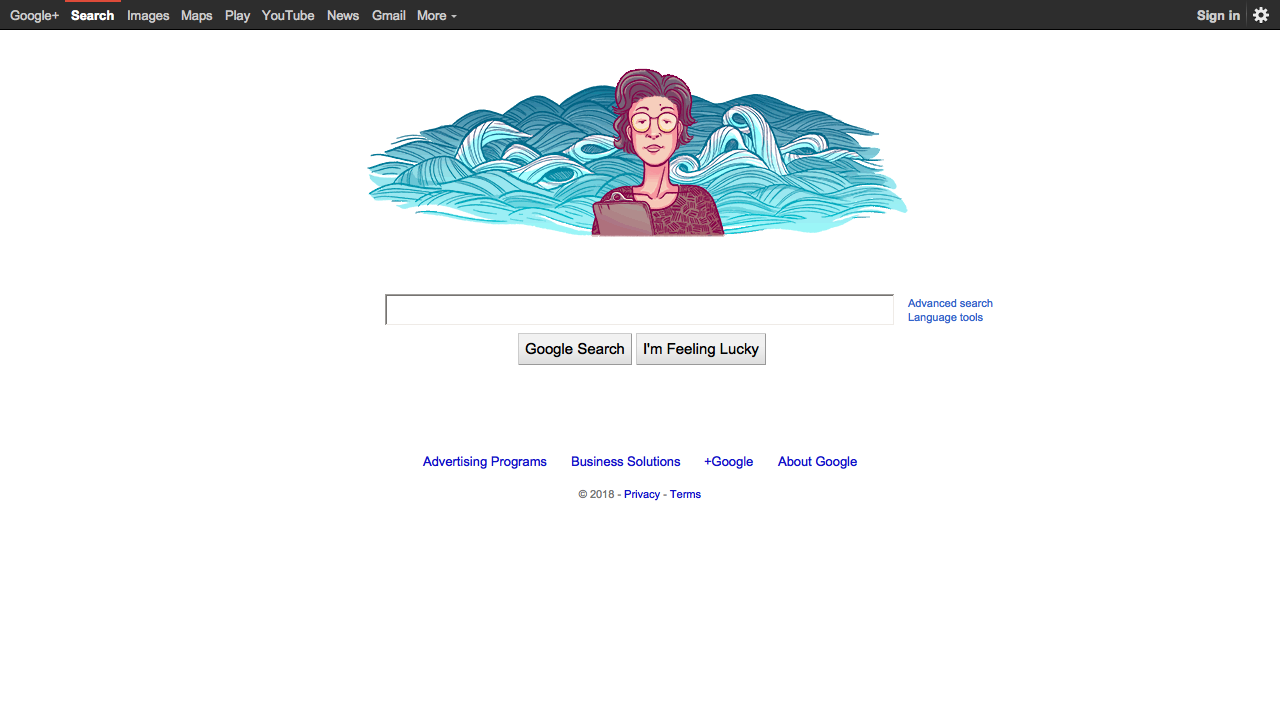 Google+ Search Images Maps Play YouTube News Gmail More Sign in
Advanced search
Language tools
Google Search I'm Feeling Lucky
Advertising Programs Business Solutions +Google About Google
© 2018 - Privacy - Terms